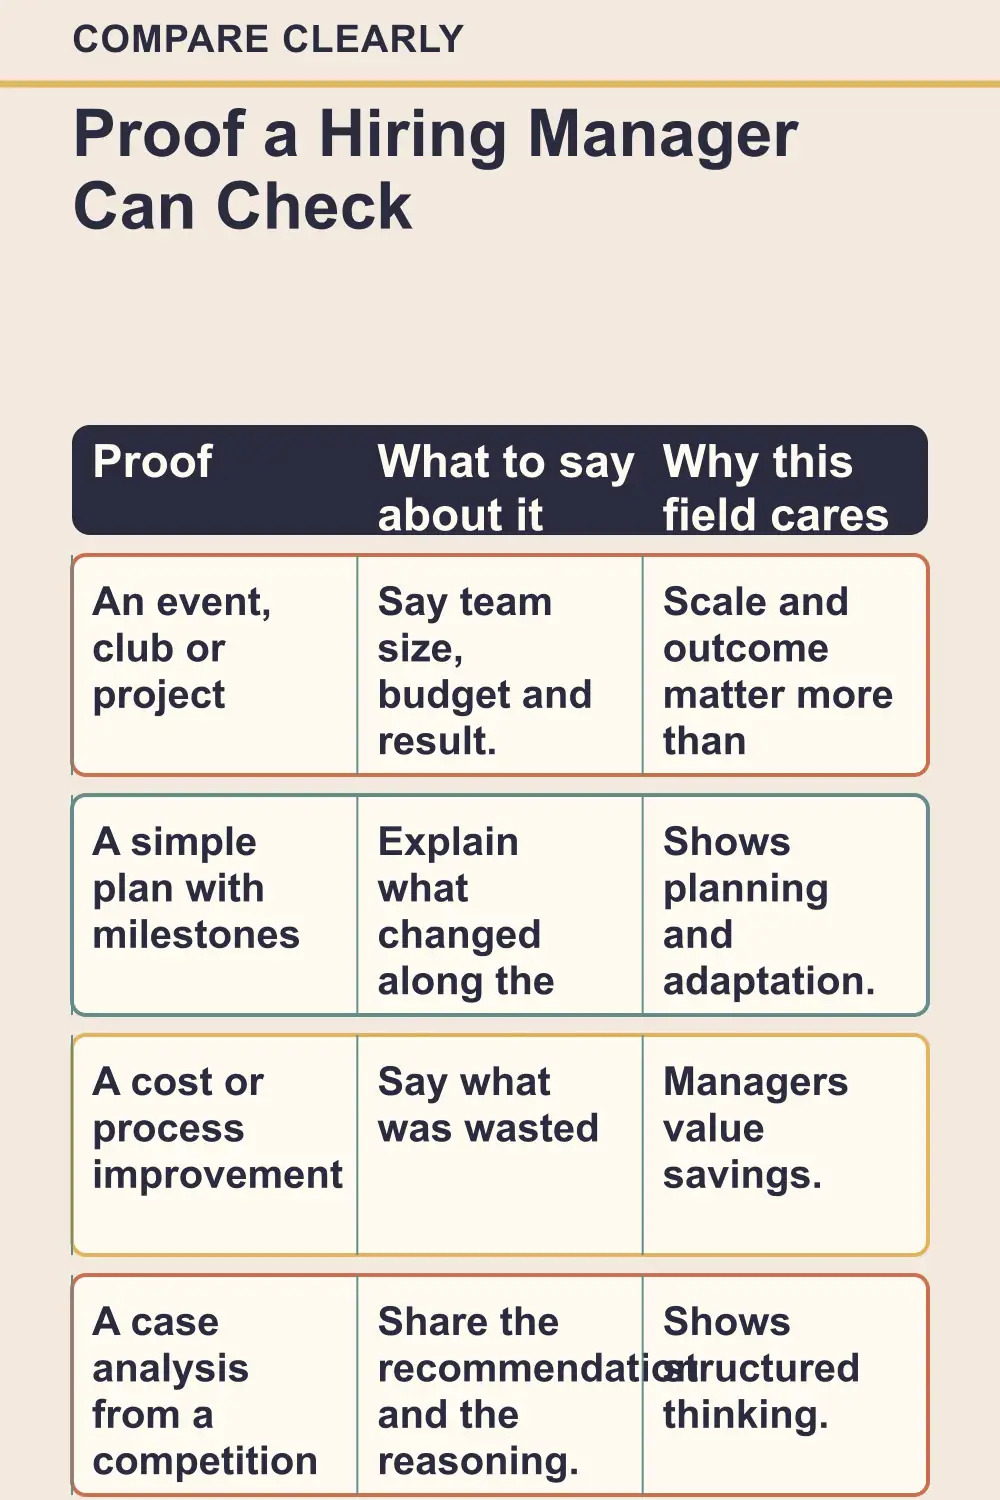 COMPARE CLEARLY
Proof a Hiring Manager
Can Check
Proof
What to say
about it
Why this
field cares
An event,
club or
project
Say team
size,
budget and
result.
Scale and
outcome
matter more
than
A simple
plan with
milestones
Explain
what
changed
along the
Shows
planning
and
adaptation.
A cost or
process
improvement
Say what
was wasted
Managers
value
savings.
A case
analysis
from a
competition
Share the
recommendation
and the
reasoning.
Shows
structured
thinking.